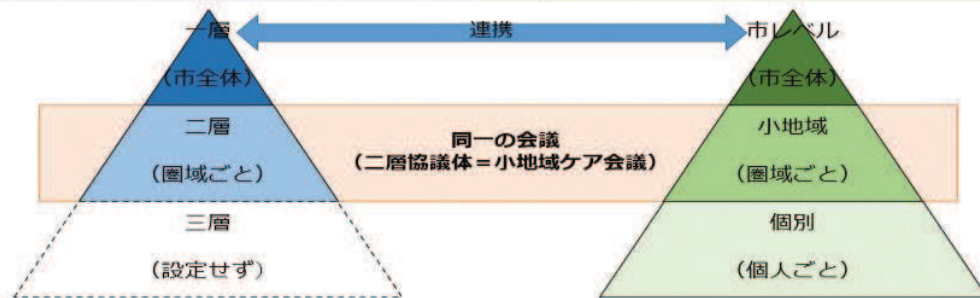 一層
連携
市レベル
（市全体）
（市全体）
二層
同一の会議
小地域
（圏域ごと）
（二層協議体＝小地域ケア会議）
（圏域ごと）
三層
個別
（設定せず）
（個人ごと）